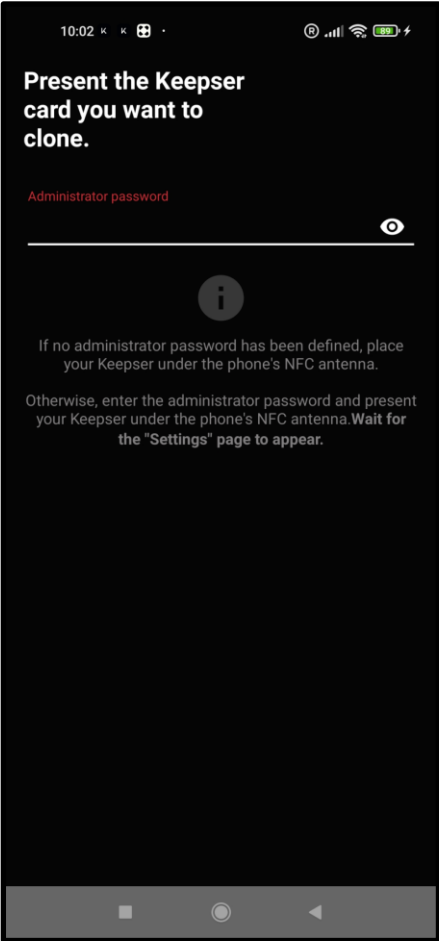 10:02 K K ® 89
Present the Keepser
card you want to
clone.
Administrator password
If no administrator password has been defined, place
your Keepser under the phone's NFC antenna.
Otherwise, enter the administrator password and present
your Keepser under the phone's NFC antenna.Wait for
the "Settings" page to appear.